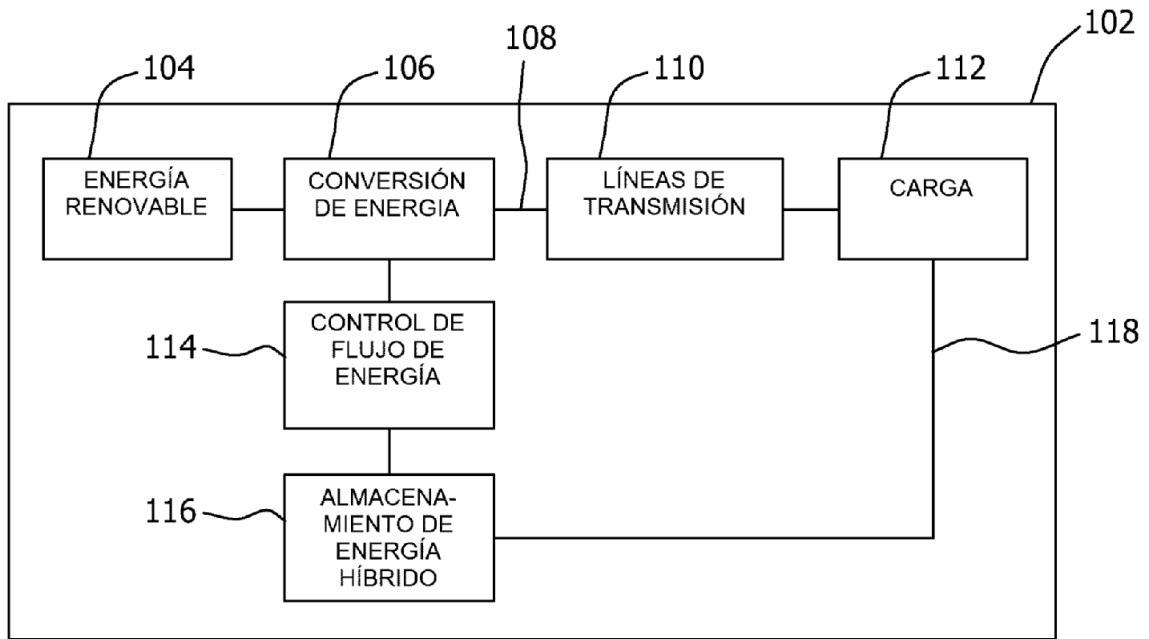 108
102
104
106
110
112
ENERGÍA
RENOVABLE
CONVERSIÓN
DE ENERGIA
LÍNEAS DE
TRANSMISIÓN
CARGA
114
CONTROL DE
FLUJO DE
ENERGÍA
118
116
ALMACENA-
MIENTO DE
ENERGÍA
HÍBRIDO